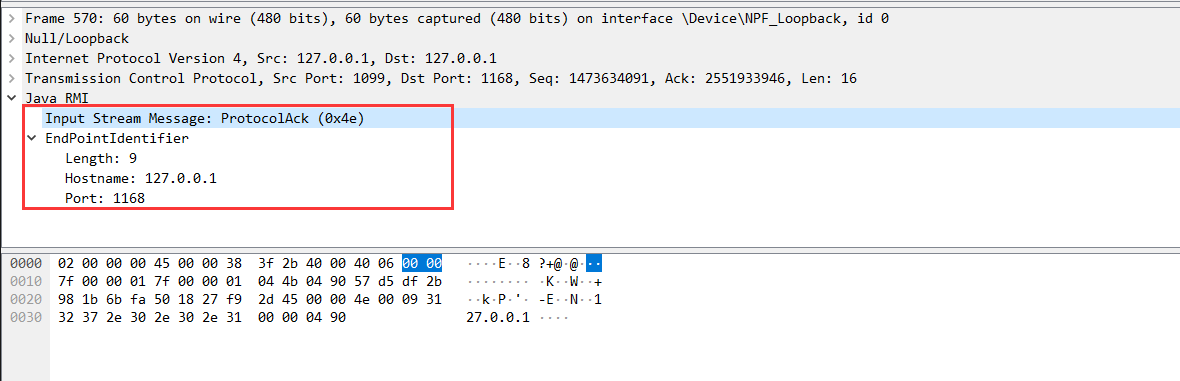 Frame 570: 60 bytes on wire (480 bits), 60 bytes captured (480 bits) on interface \Device\NPF_Loopback, id 0
Null/Loopback
Internet Protocol Version 4, Src: 127.0.0.1, Dst: 127.0.0.1
Transmission Control Protocol, Src Port: 1099, Dst Port: 1168, Seq: 1473634091, Ack: 2551933946, Len: 16
Java RMI
Input Stream Message: ProtocolAck (0x4e)
EndPointIdentifier
Length: 9
Hostname: 127.0.0.1
Port: 1168
0000 02 00 00 00 45 00 00 38 3f 2b 40 00 40 06 00 00 ····E··8 ?+@·@···
0010 7f 00 00 01 7f 00 00 01 04 4b 04 90 57 d5 df 2b ········ ·K··W··+
0020 98 1b 6b fa 50 18 27 f9 2d 45 00 00 4e 00 09 31 ··k·P·'· -E··N··1
0030 32 37 2e 30 2e 30 2e 31 00 00 04 90 27.0.0.1 ····